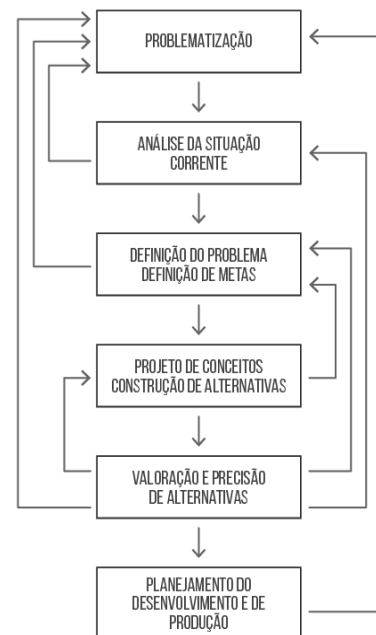 PROBLEMATIZAÇÃO
ANÁLISE DA SITUAÇÃO
CORRENTE
DEFINIÇÃO DO PROBLEMA
DEFINIÇÃO DE METAS
PROJETO DE CONCEITOS
CONSTRUÇÃO DE ALTERNATIVAS
VALORAÇÃO E PRECISÃO
DE ALTERNATIVAS
PLANEJAMENTO DO
DESENVOLVIMENTO E DE
PRODUÇÃO